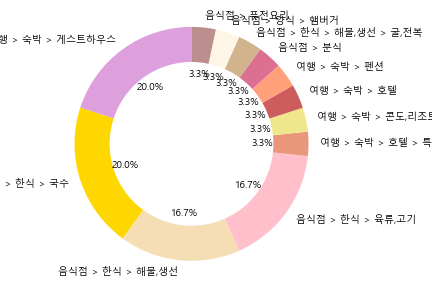 음식점 > 퓨전요리
음식점 > 양식 > 햄버거
음식점 > 한식 > 해물,생선 > 굴,전복
음식점 > 분식
여행 > 숙박 > 펜션
여행 > 숙박 > 호텔
여행 > 숙박 > 콘도,리조트
여행 > 숙박 > 호텔 > 특
음식점 > 한식 > 육류,고기
음식점 > 한식 > 해물,생선
> 한식 > 국수
행 > 숙박 > 게스트하우스
3.3%
3.3%
3.3%
3.3%
3.3%
3.3%
3.3%
3.3%
16.7%
16.7%
20.0%
20.0%